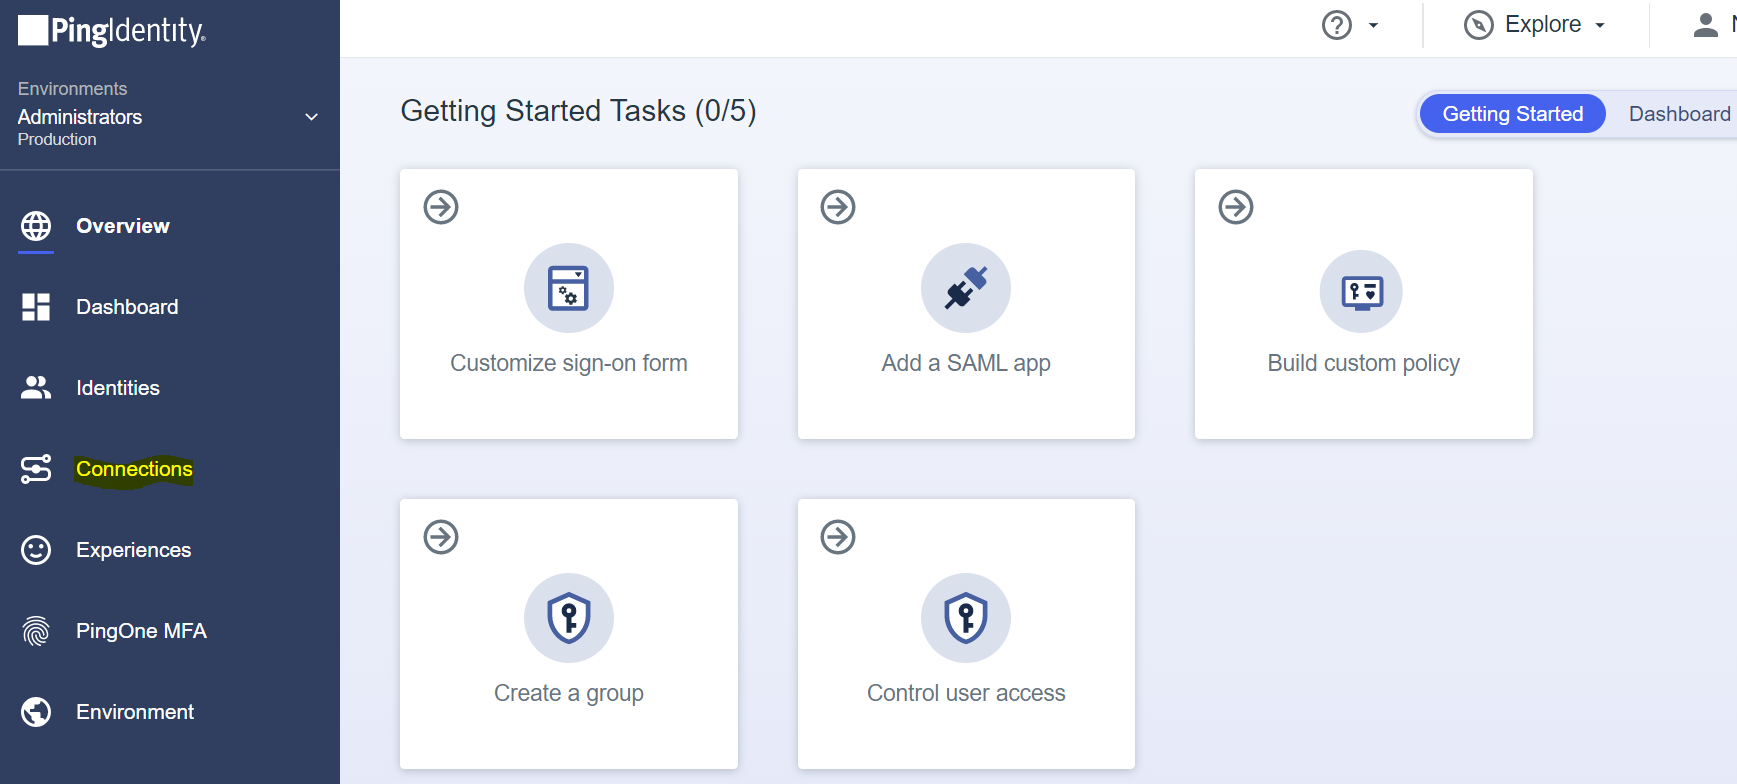 PingIdentity
Environments
Administrators
Production
Overview
Dashboard
Identities
Connections
Experiences
PingOne MFA
Environment
Explore
Getting Started Tasks (0/5)
Getting Started
Dashboard
Customize sign-on form
Add a SAML app
Build custom policy
Create a group
Control user access